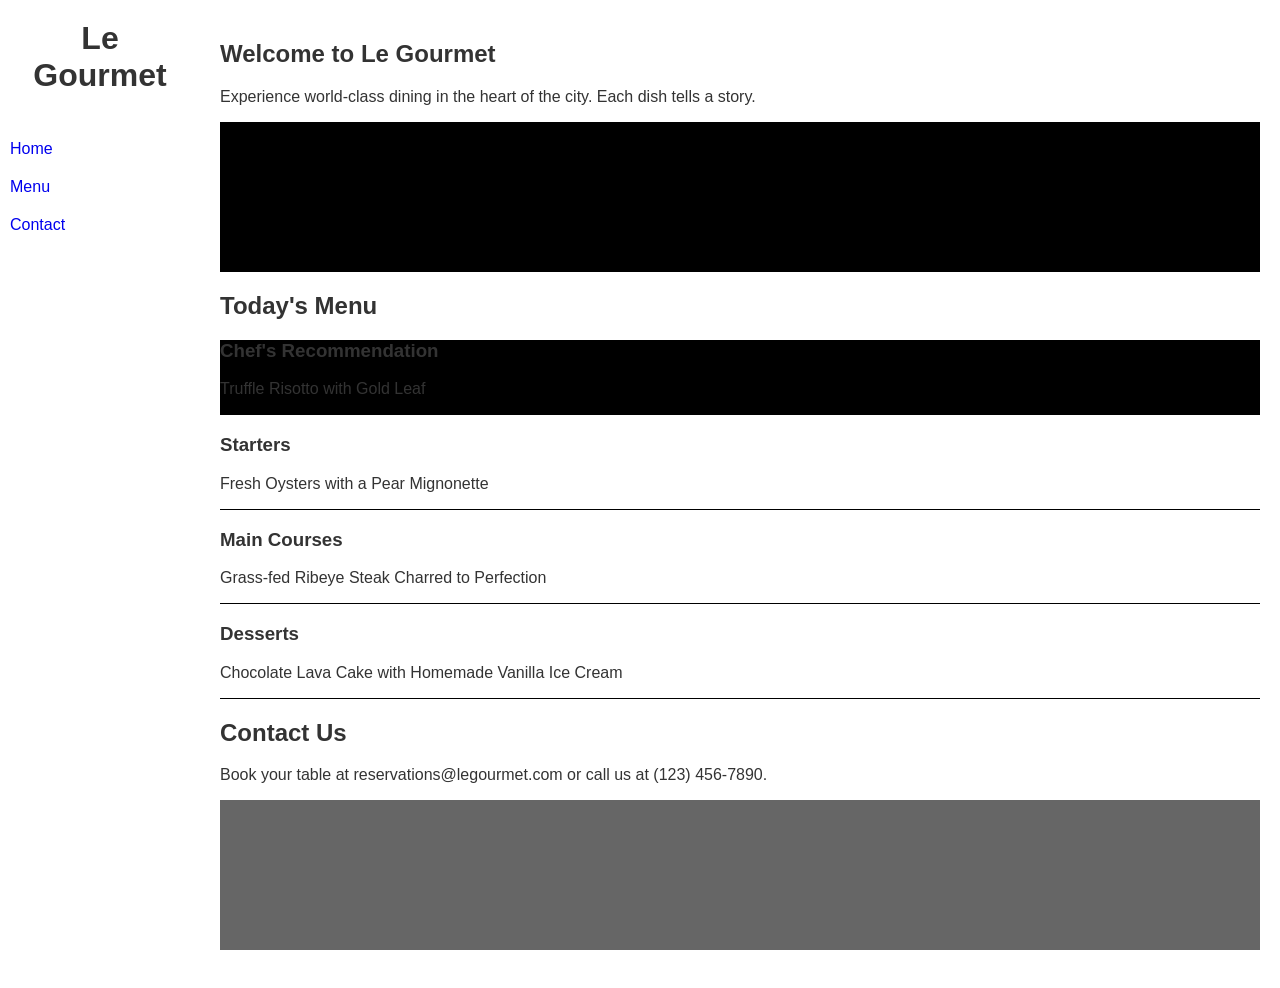 Le
Gourmet
Home
Menu
Contact
Welcome to Le Gourmet
Experience world-class dining in the heart of the city. Each dish tells a story.
Today's Menu
Chef's Recommendation
Truffle Risotto with Gold Leaf
Starters
Fresh Oysters with a Pear Mignonette
Main Courses
Grass-fed Ribeye Steak Charred to Perfection
Desserts
Chocolate Lava Cake with Homemade Vanilla Ice Cream
Contact Us
Book your table at reservations@legourmet.com or call us at (123) 456-7890.